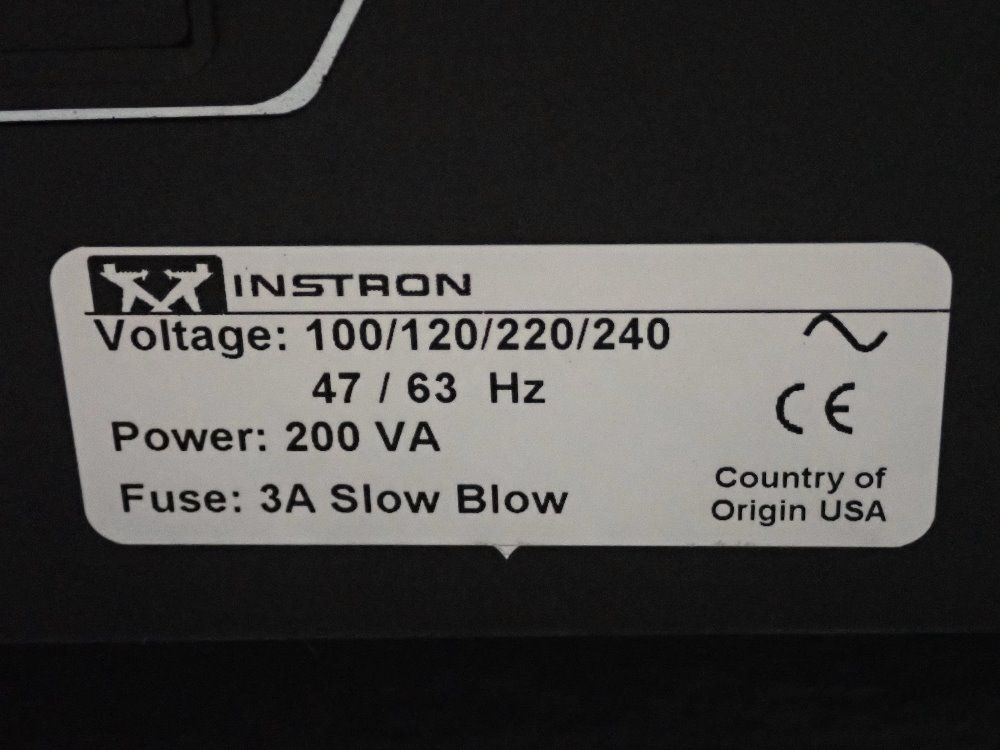 INSTRON
Voltage: 100/120/220/240
47 / 63 Hz
CE
Power: 200 VA
Fuse: 3A Slow Blow
Country of
Origin USA